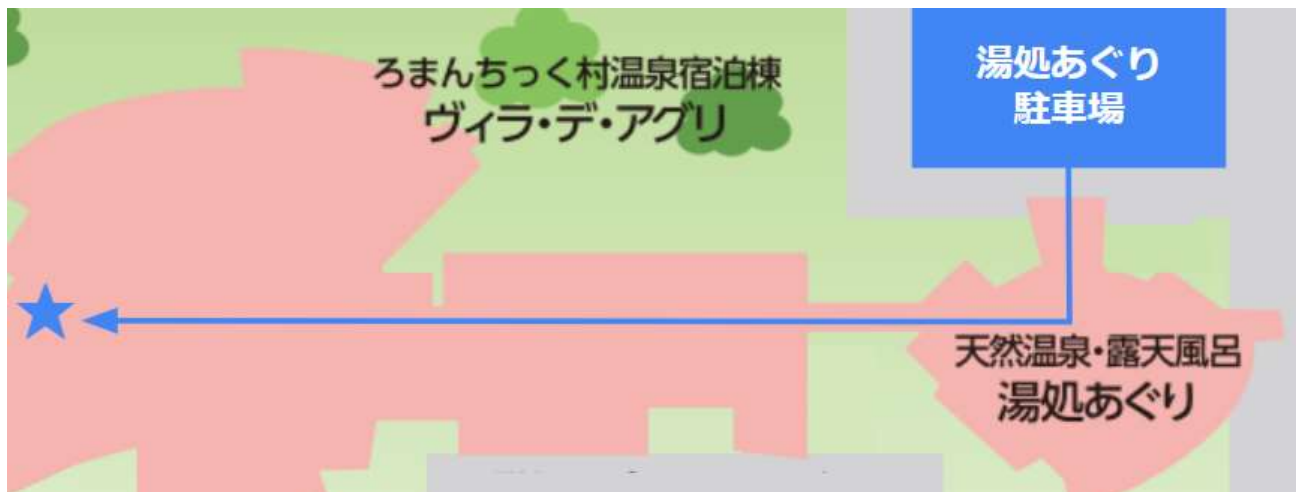 ろまんちっく村温泉宿泊棟
ヴィラ・デ・アグリ
湯処あぐり
駐車場
天然温泉・露天風呂
湯処あぐり